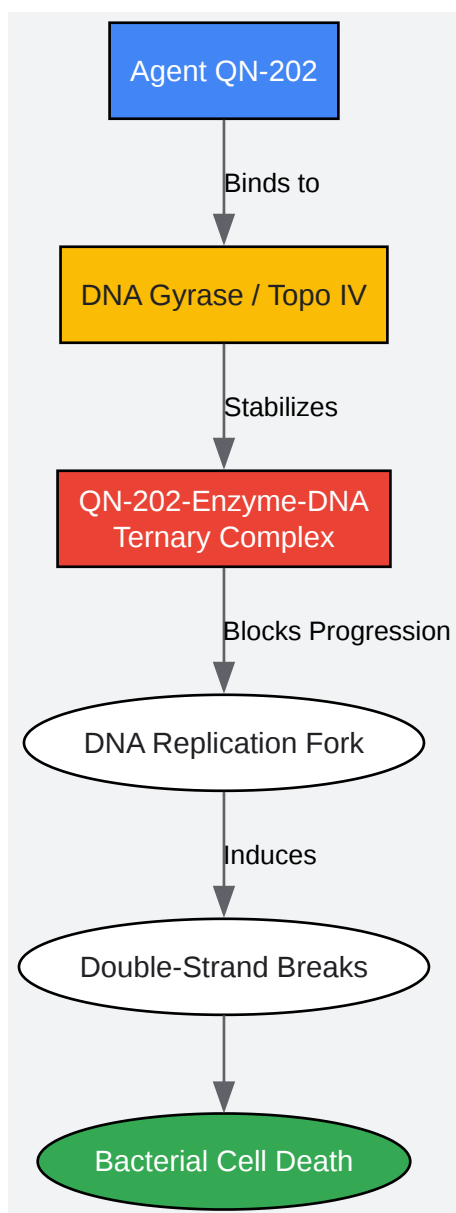 Agent QN-202
Binds to
DNA Gyrase / Topo IV
Stabilizes
QN-202-Enzyme-DNA
Ternary Complex
Blocks Progression
DNA Replication Fork
Induces
Double-Strand Breaks
Bacterial Cell Death